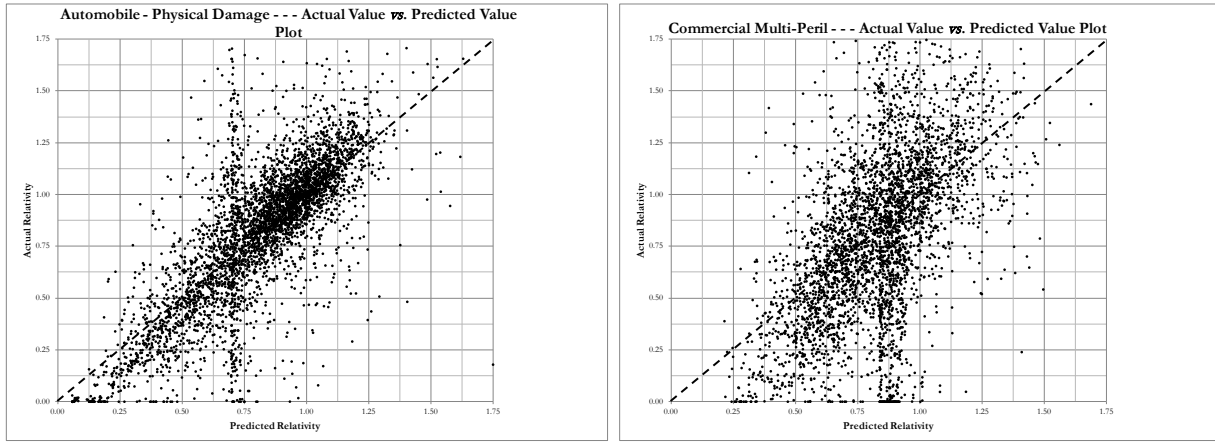 Automobile - Physical Damage - - - Actual Value vs. Predicted Value
Plot
1.75
1.50
1.25
1.00
0.75
0.50
0.25
0.00
Actual Relativity
0.00 0.25 0.50 0.75 1.00 1.25 1.50 1.75
Predicted Relativity
Commercial Multi-Peril - - - Actual Value vs. Predicted Value Plot
1.75
1.50
1.25
1.00
0.75
0.50
0.25
0.00
Actual Relativity
0.00 0.25 0.50 0.75 1.00 1.25 1.50 1.75
Predicted Relativity